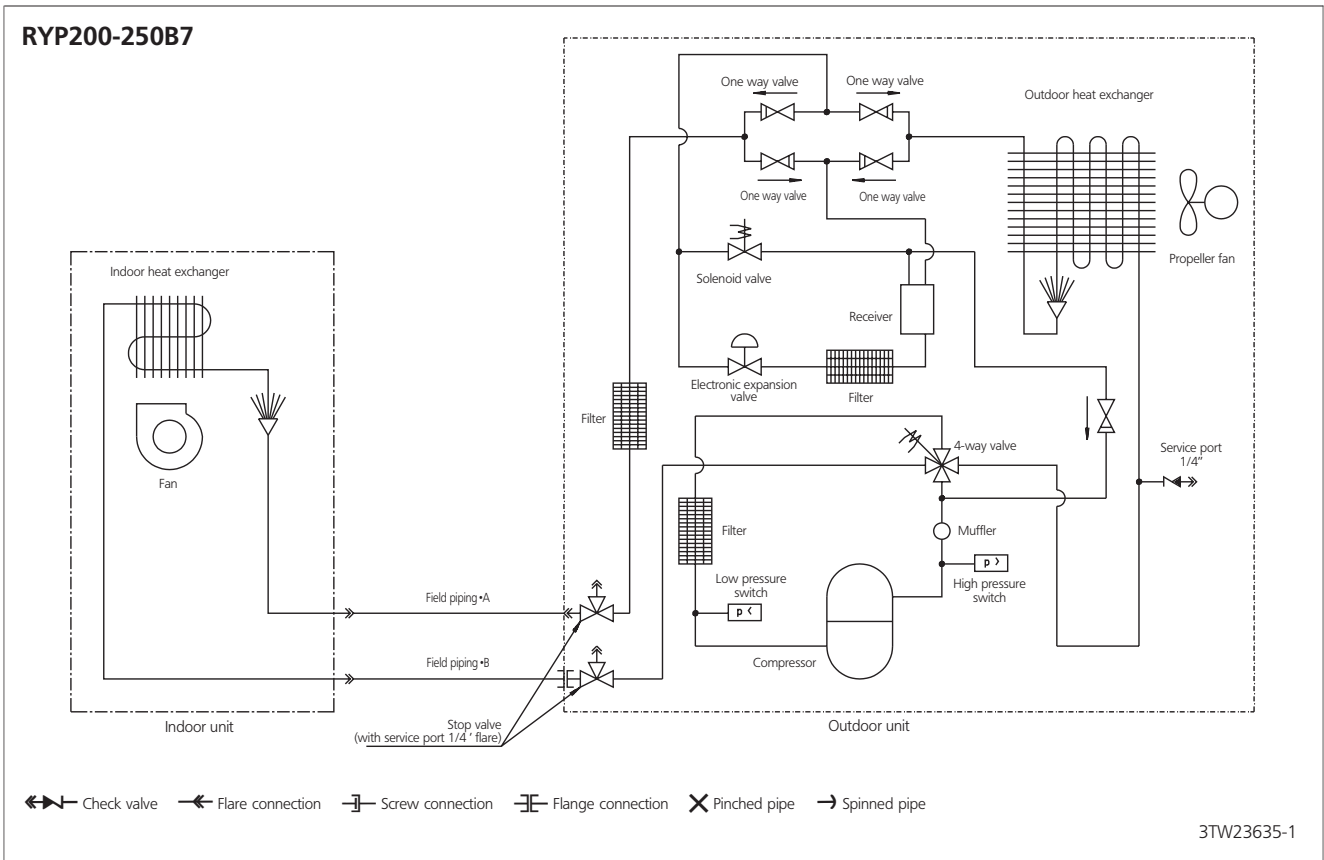 RYP200-250B7
One way valve
One way valve
Outdoor heat exchanger
One way valve
One way valve
Propeller fan
Indoor heat exchanger
Solenoid valve
Receiver
Electronic expansion
valve
Filter
Filter
4-way valve
Service port
1/4"
Fan
Filter
Muffler
Low pressure
switch
p <
p >
High pressure
switch
Field piping•A
Field piping•B
Compressor
Stop valve
(with service port 1/4 ' flare)
Indoor unit
Outdoor unit
Check valve
Flare connection
Screw connection
Flange connection
Pinched pipe
Spinned pipe
3TW23635-1